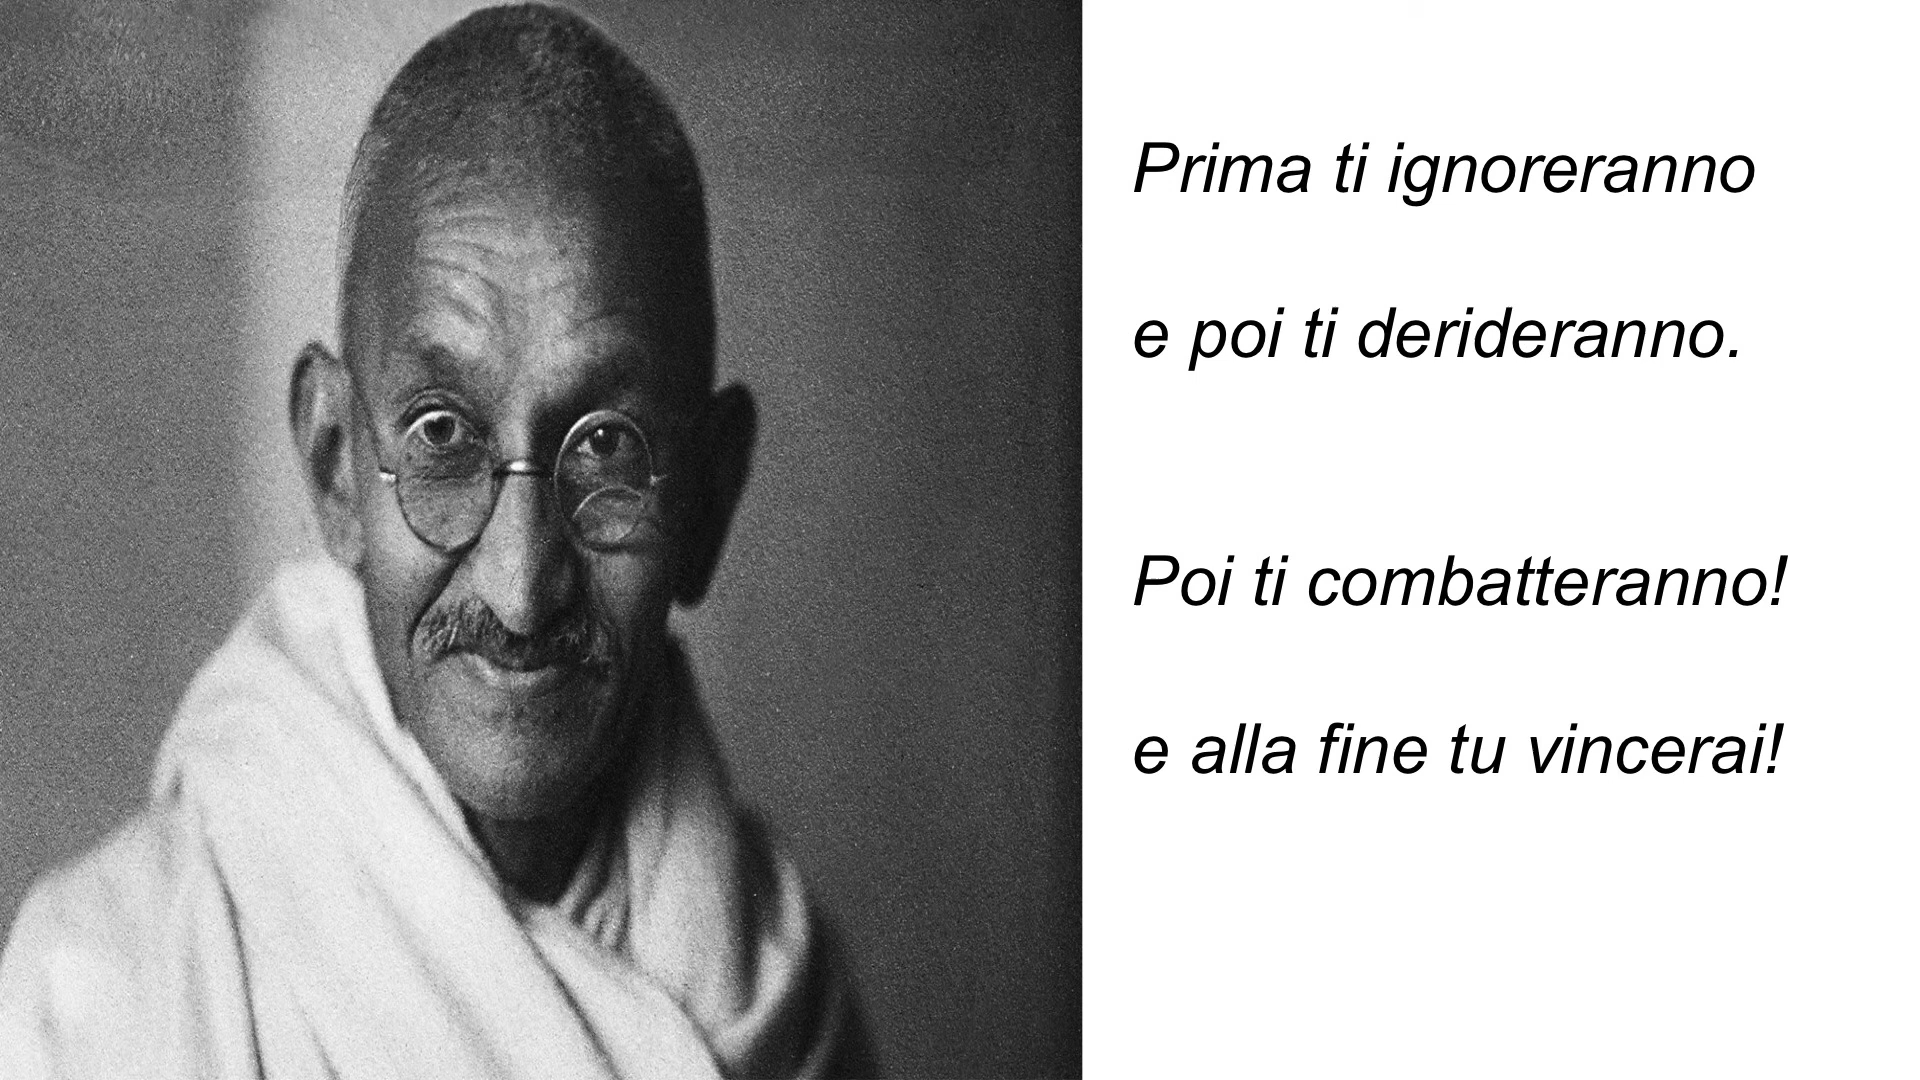 Prima ti ignoreranno
e poi ti derideranno.
Poi ti combatteranno!
e alla fine tu vincerai!